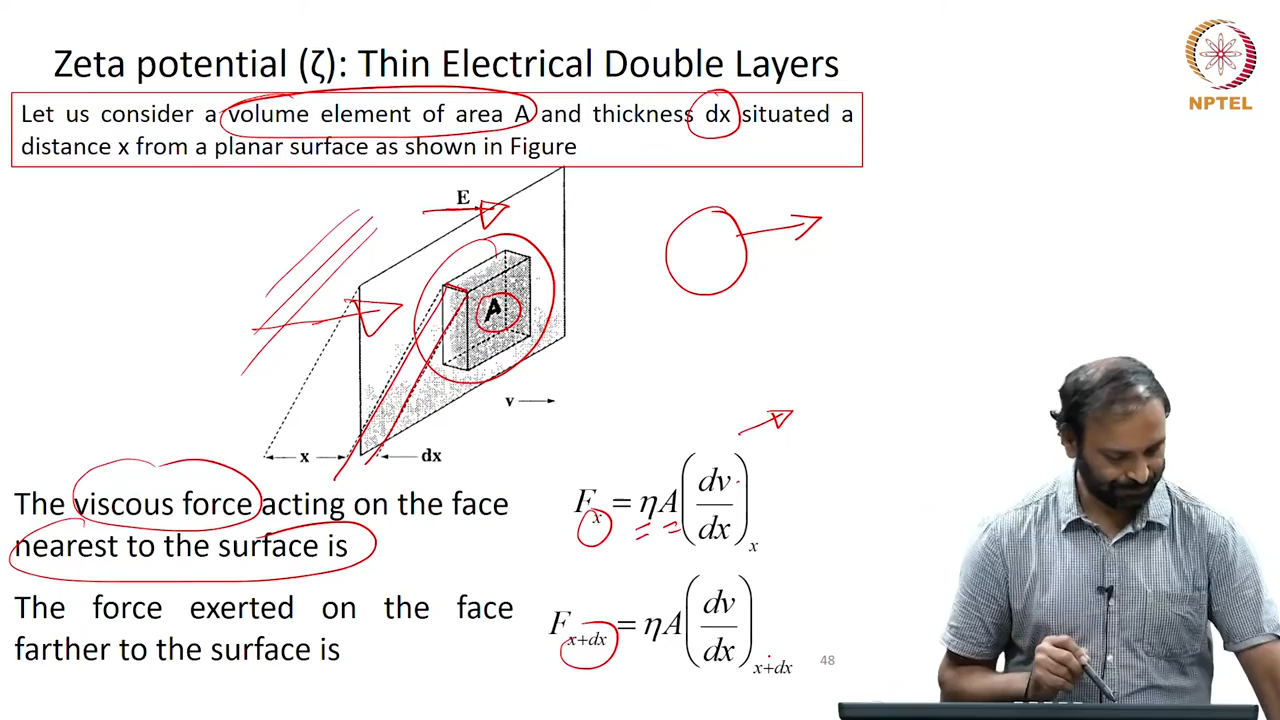 Zeta potential (ζ): Thin Electrical Double Layers
NPTEL
Let us consider a volume element of area A and thickness dx situated a
distance x from a planar surface as shown in Figure
E
A
v
x
dx
The viscous force acting on the face
nearest to the surface is
F_x = ηA(dv/dx)_x
The force exerted on the face
farther to the surface is
F_{x+dx} = ηA(dv/dx)_{x+dx}
48